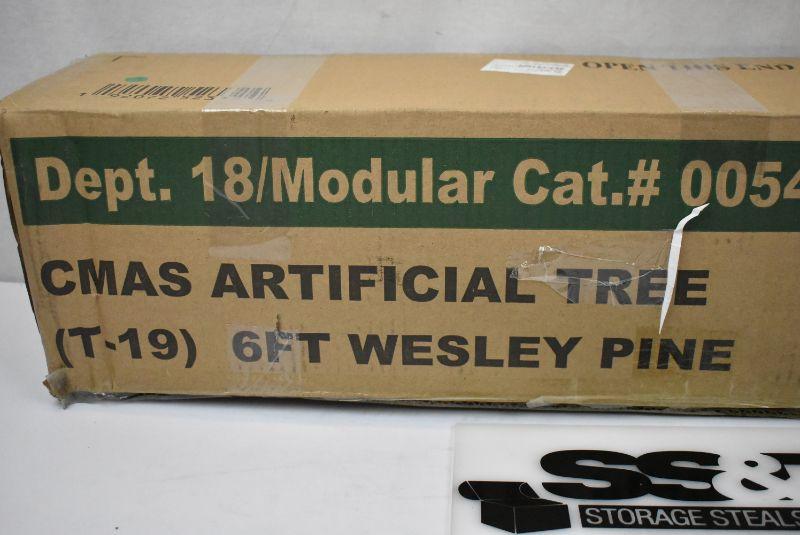 OPEN THIS END
Dept. 18/Modular Cat.# 0054
CMAS ARTIFICIAL TREE
(T-19) 6FT WESLEY PINE
SS&
STORAGE STEALS